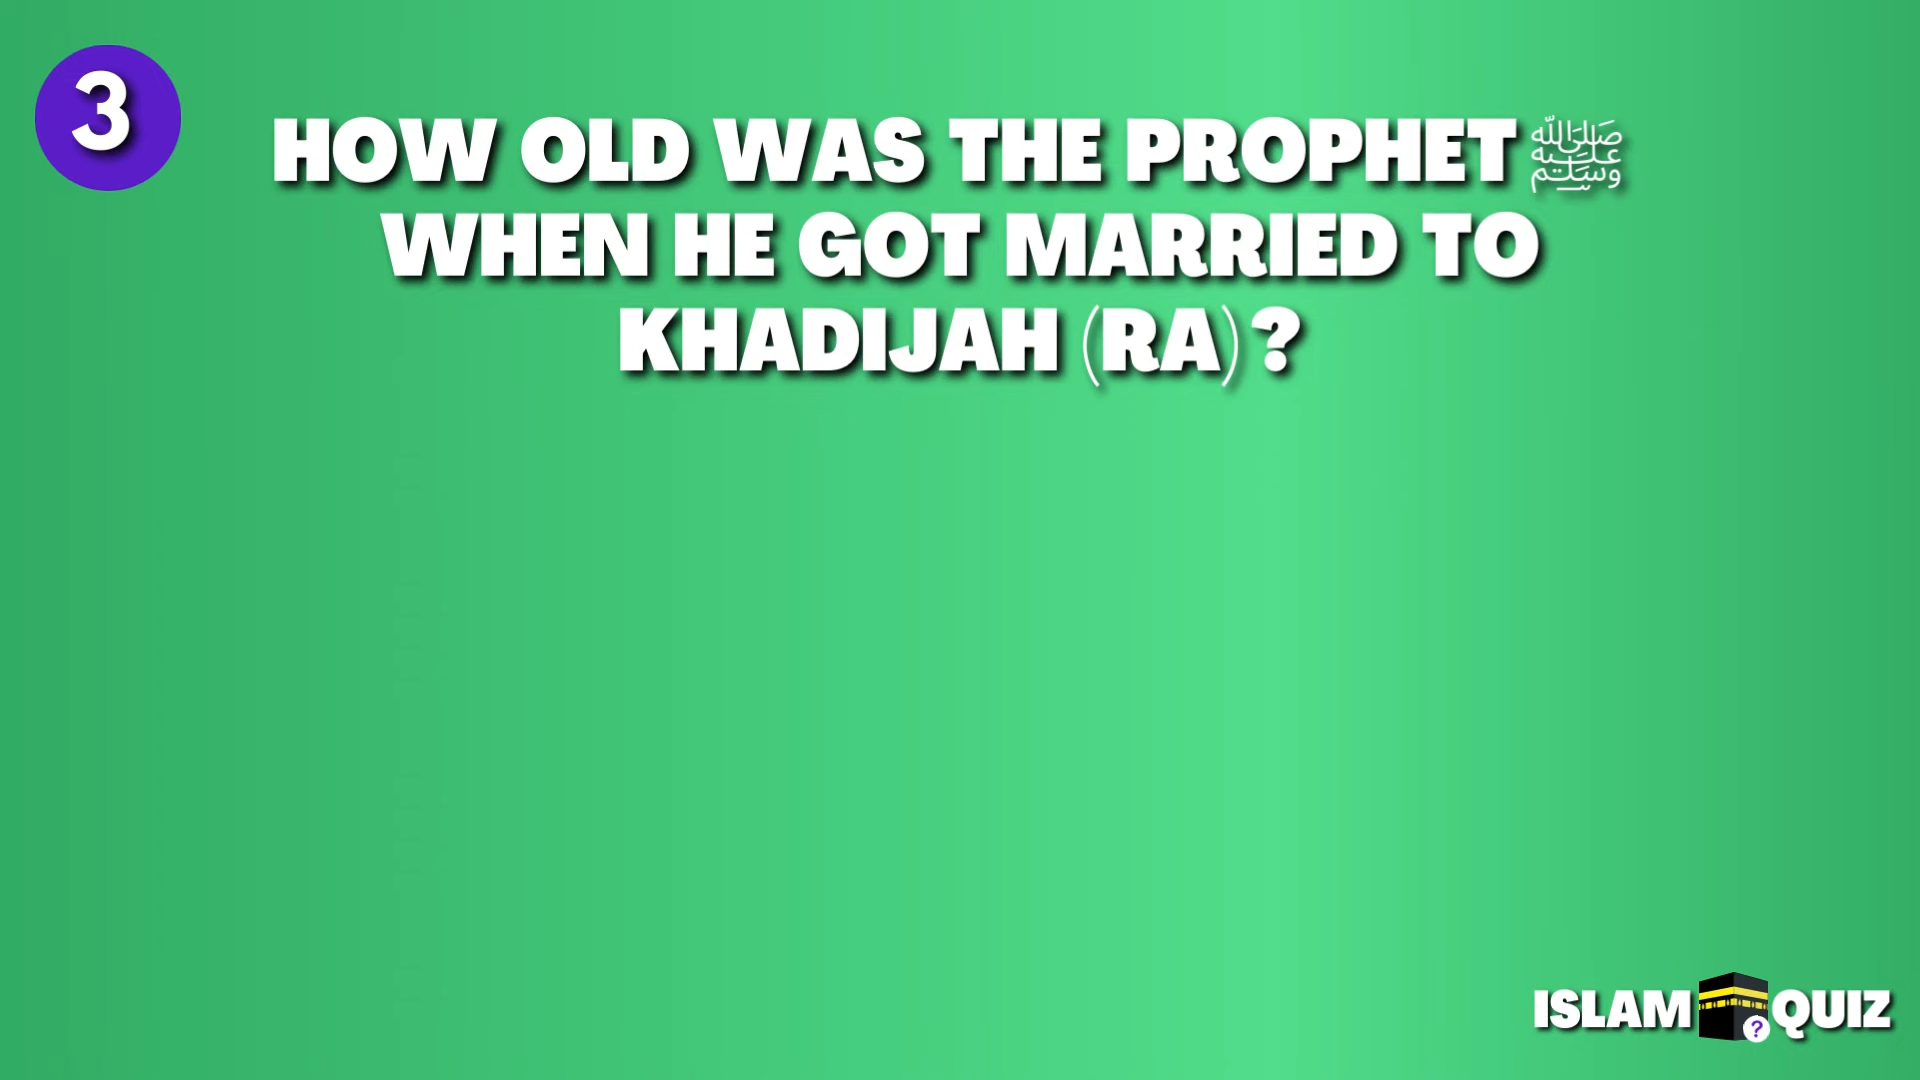 3
HOW OLD WAS THE PROPHET ﷺ
WHEN HE GOT MARRIED TO
KHADIJAH (RA)?
ISLAM ? QUIZ